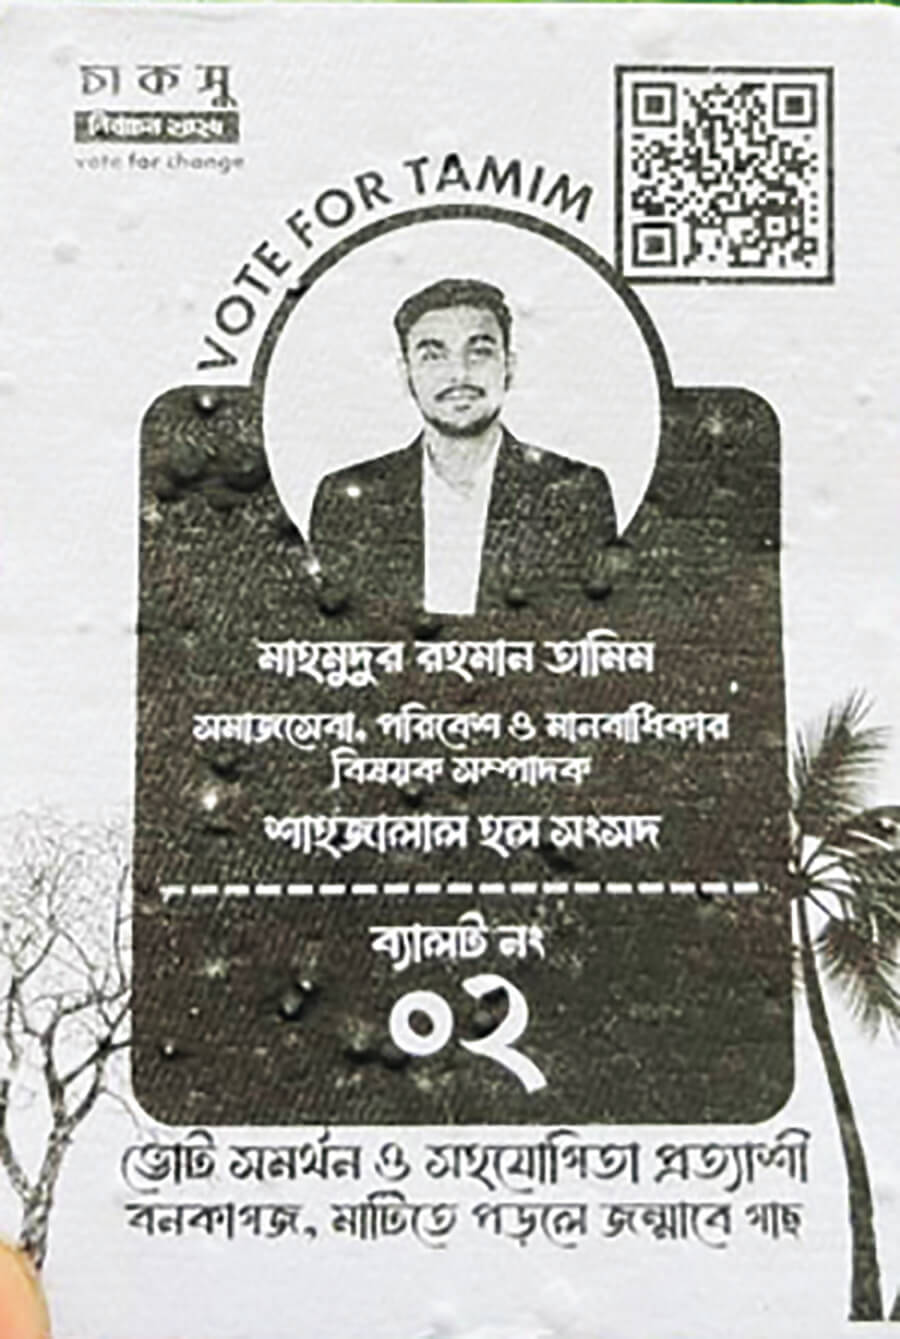 চাকসু
নির্বাচন ২০২৫
vote for change
VOTE FOR TAMIM
মাহমুদুর রহমান তামিম
সমাজসেবা, পরিবেশ ও মানবাধিকার
বিষয়ক সম্পাদক
শাহজালাল হল সংসদ
ব্যালট নং
০২
ভোট সমর্থন ও সহযোগিতা প্রত্যাশী
বনকাগজ, মাটিতে পড়লে জন্মাবে গাছ